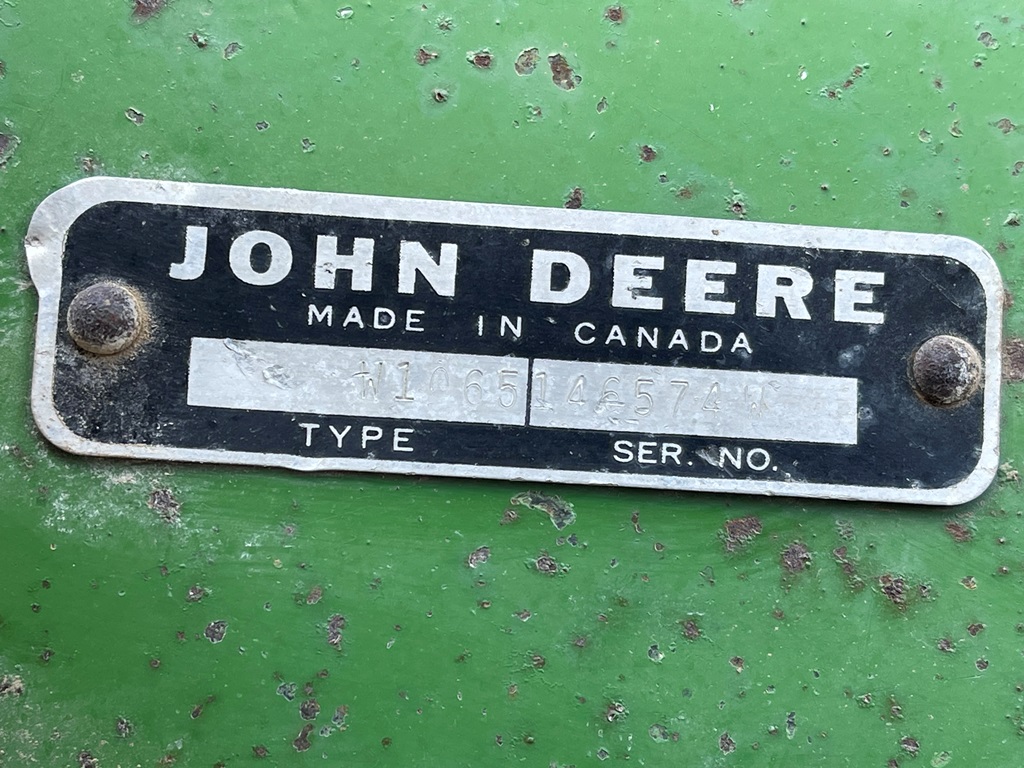 JOHN DEERE
MADE IN CANADA
W1065 146574W
TYPE SER. NO.